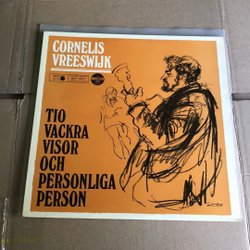 CORNELIS
VREESWIJK
TIO
VACKRA
VISOR
OCH
PERSONLIGA
PERSON